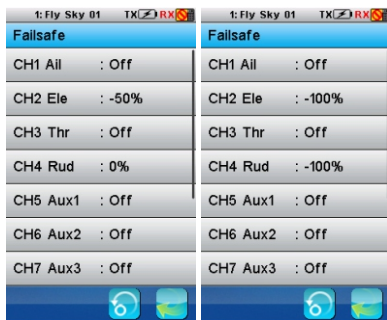 1: Fly Sky 01 TX RX
Failsafe
CH1 Ail : Off
CH2 Ele : -50%
CH3 Thr : Off
CH4 Rud : 0%
CH5 Aux1 : Off
CH6 Aux2 : Off
CH7 Aux3 : Off
1: Fly Sky 01 TX RX
Failsafe
CH1 Ail : Off
CH2 Ele : -100%
CH3 Thr : Off
CH4 Rud : -100%
CH5 Aux1 : Off
CH6 Aux2 : Off
CH7 Aux3 : Off